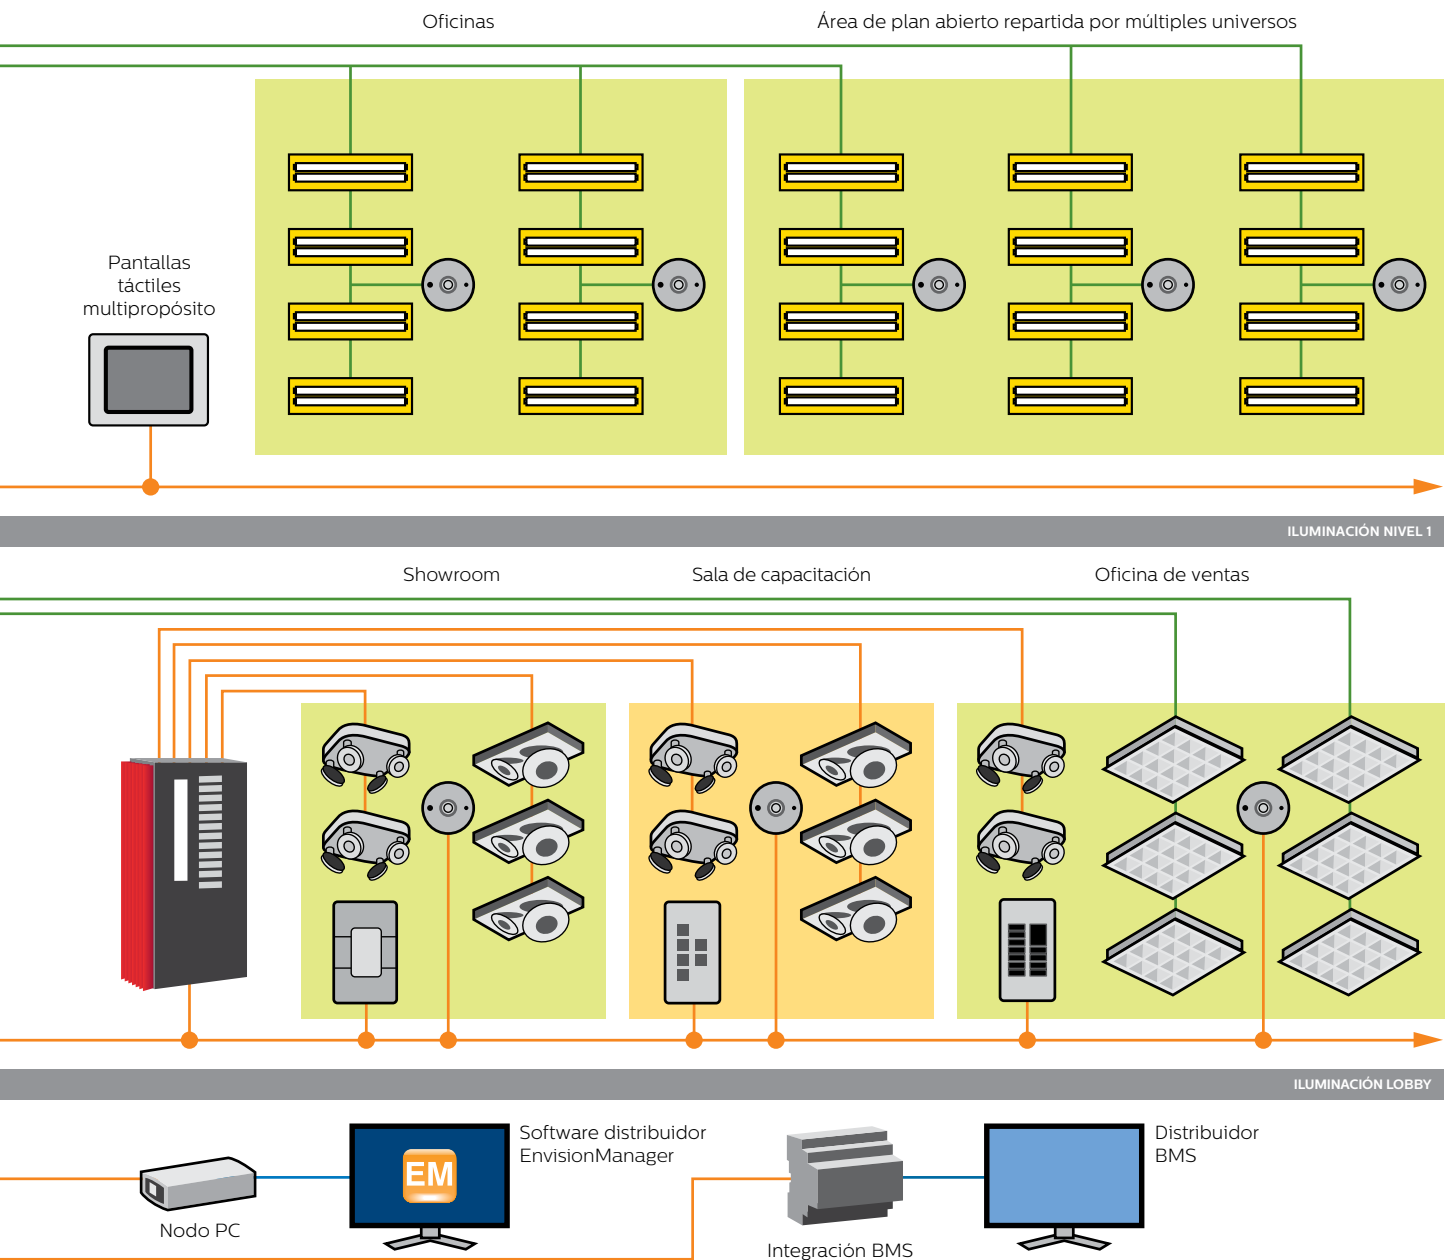 Oficinas
Área de plan abierto repartida por múltiples universos
Pantallas
táctiles
multipropósito
ILUMINACIÓN NIVEL 1
Showroom
Sala de capacitación
Oficina de ventas
ILUMINACIÓN LOBBY
Software distribuidor
EnvisionManager
EM
Distribuidor
BMS
Nodo PC
Integración BMS